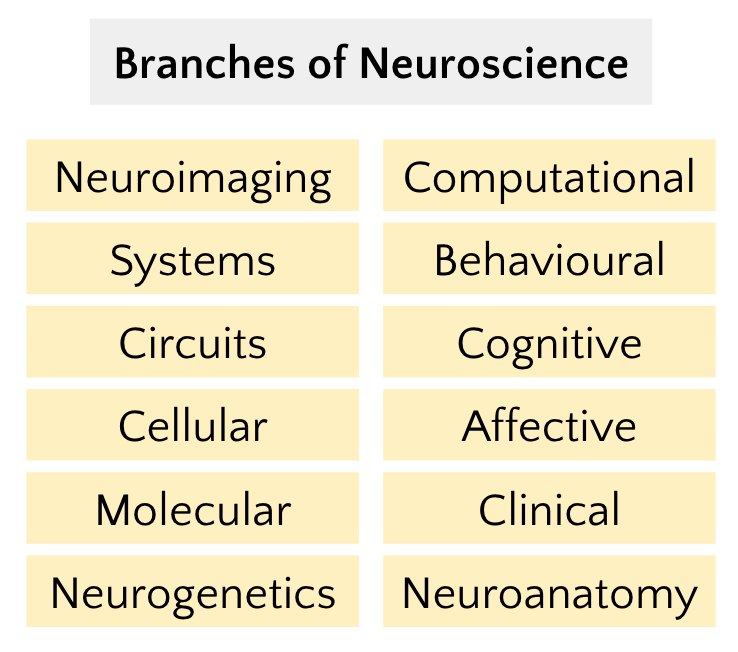 Branches of Neuroscience
Neuroimaging
Computational
Systems
Behavioural
Circuits
Cognitive
Cellular
Affective
Molecular
Clinical
Neurogenetics
Neuroanatomy